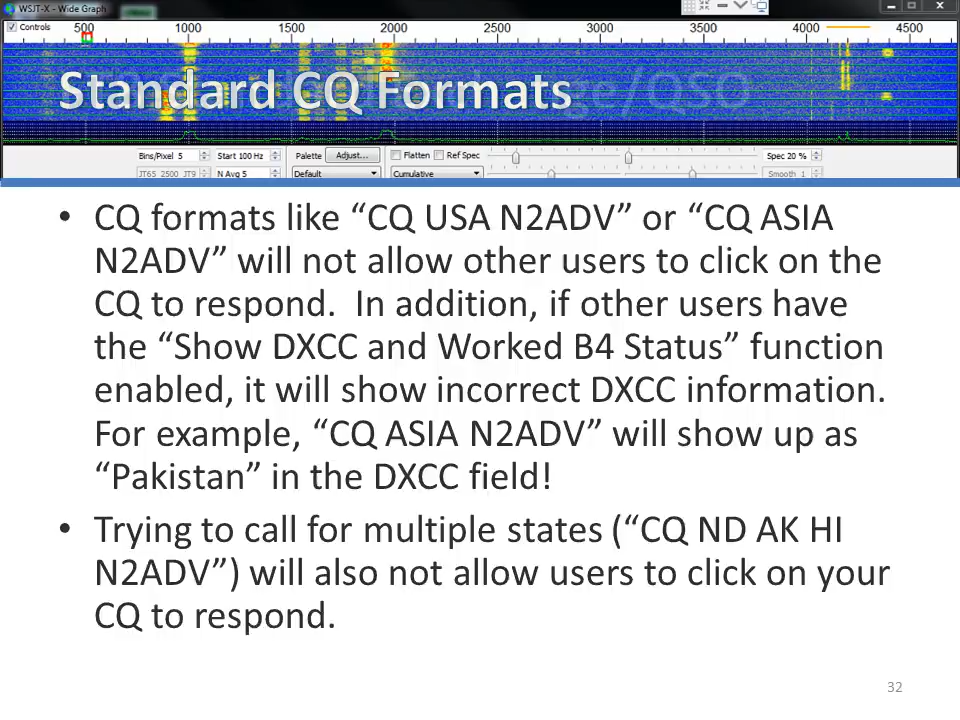 WSJT-X - Wide Graph
Controls 500 1000 1500 2000 2500 3000 3500 4000 4500
Standard CQ Formats
ge/QSO
Bins/Pixel 5 Start 100 Hz Palette Adjust... Flatten Ref Spec Spec 20 %
JT65 2500 JT9 N Avg 5 Default Cumulative Smooth 1
• CQ formats like “CQ USA N2ADV” or “CQ ASIA
N2ADV” will not allow other users to click on the
CQ to respond.  In addition, if other users have
the “Show DXCC and Worked B4 Status” function
enabled, it will show incorrect DXCC information.
For example, “CQ ASIA N2ADV” will show up as
“Pakistan” in the DXCC field!
• Trying to call for multiple states (“CQ ND AK HI
N2ADV”) will also not allow users to click on your
CQ to respond.
32